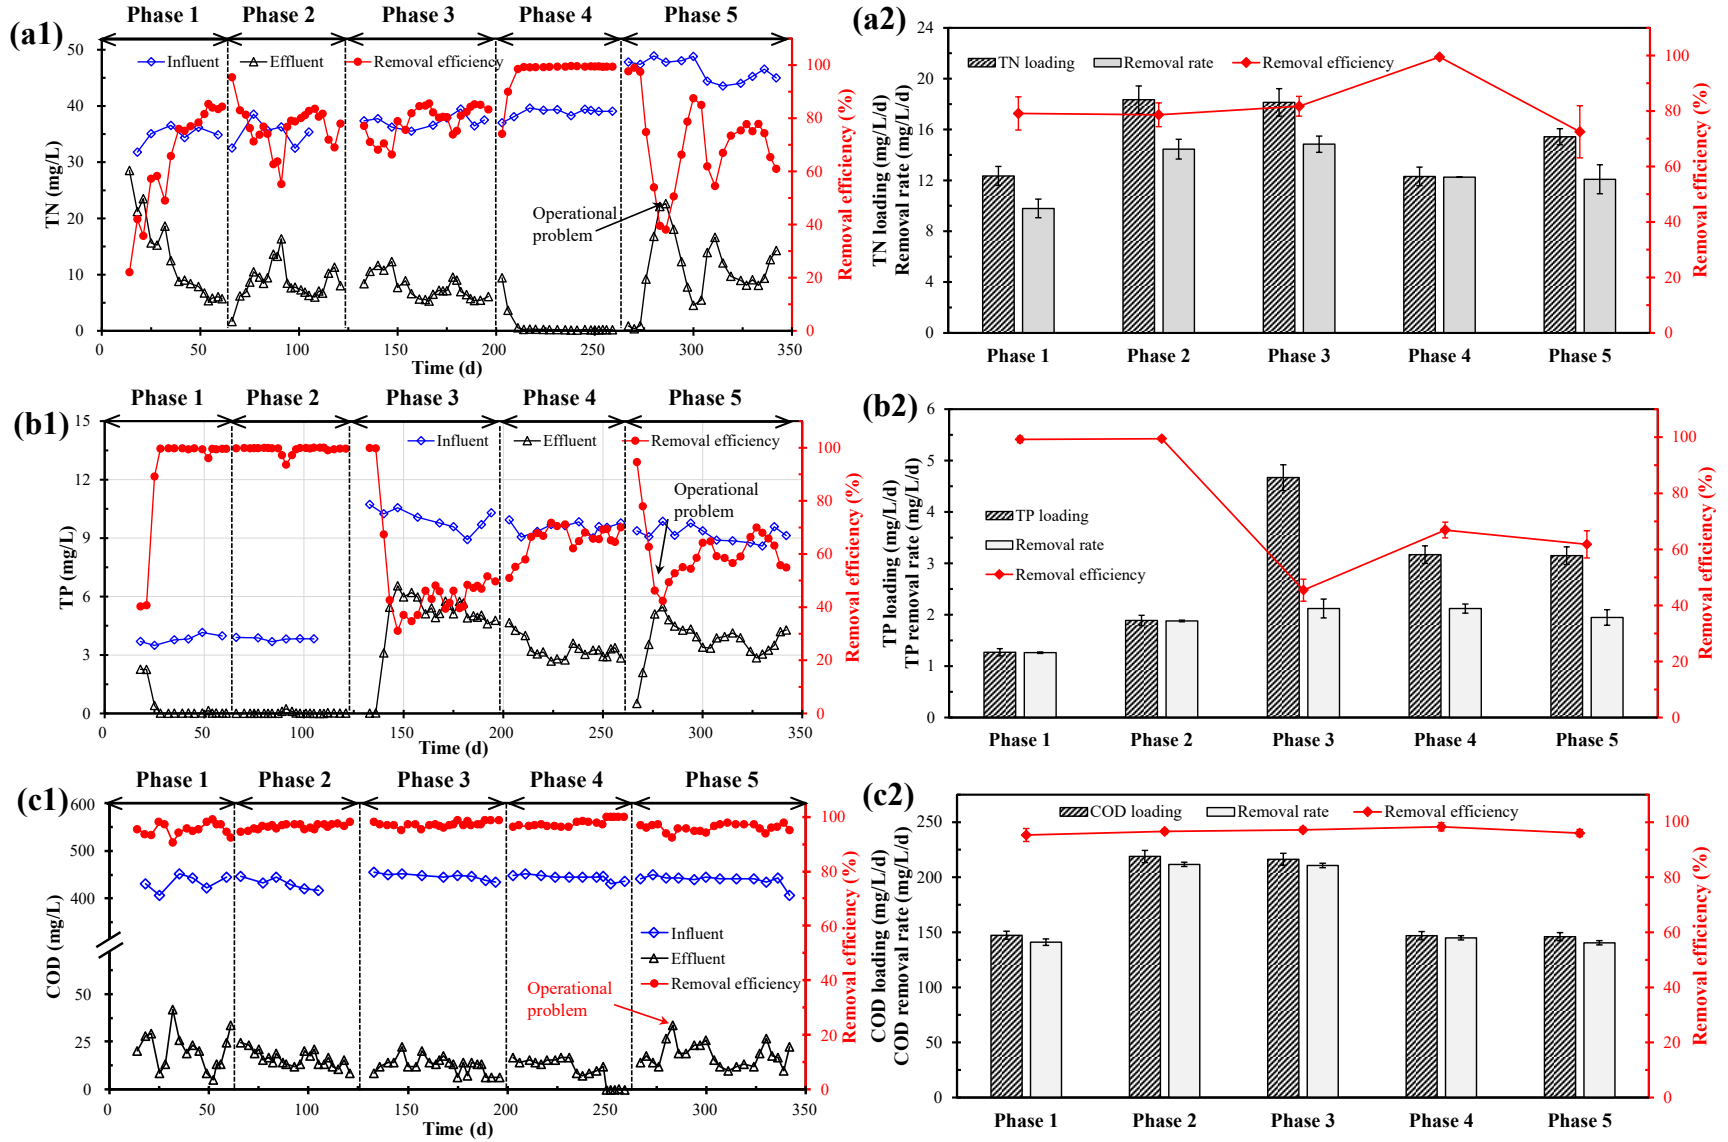 (a1)
Phase 1
Phase 2
Phase 3
Phase 4
Phase 5
Influent
Effluent
Removal efficiency
Operational
problem
TN (mg/L)
0
10
20
30
40
50
0
50
100
150
200
250
300
350
Time (d)
0
20
40
60
80
100
Removal efficiency (%)
(a2)
TN loading
Removal rate
Removal efficiency
TN loading (mg/L/d)
Removal rate (mg/L/d)
0
4
8
12
16
20
24
Phase 1
Phase 2
Phase 3
Phase 4
Phase 5
0
20
40
60
80
100
Removal efficiency (%)
(b1)
Phase 1
Phase 2
Phase 3
Phase 4
Phase 5
Influent
Effluent
Removal efficiency
Operational
problem
TP (mg/L)
0
3
6
9
12
15
0
50
100
150
200
250
300
350
Time (d)
0
20
40
60
80
100
Removal efficiency (%)
(b2)
TP loading
Removal rate
Removal efficiency
TP loading (mg/L/d)
TP removal rate (mg/L/d)
0
1
2
3
4
5
6
Phase 1
Phase 2
Phase 3
Phase 4
Phase 5
0
20
40
60
80
100
Removal efficiency (%)
(c1)
Phase 1
Phase 2
Phase 3
Phase 4
Phase 5
Influent
Effluent
Removal efficiency
Operational
problem
COD (mg/L)
0
25
50
400
450
500
600
0
50
100
150
200
250
300
350
Time (d)
0
20
40
60
80
100
Removal efficiency (%)
(c2)
COD loading
Removal rate
Removal efficiency
COD loading (mg/L/d)
COD removal rate (mg/L/d)
0
50
100
150
200
250
Phase 1
Phase 2
Phase 3
Phase 4
Phase 5
0
20
40
60
80
100
Removal efficiency (%)